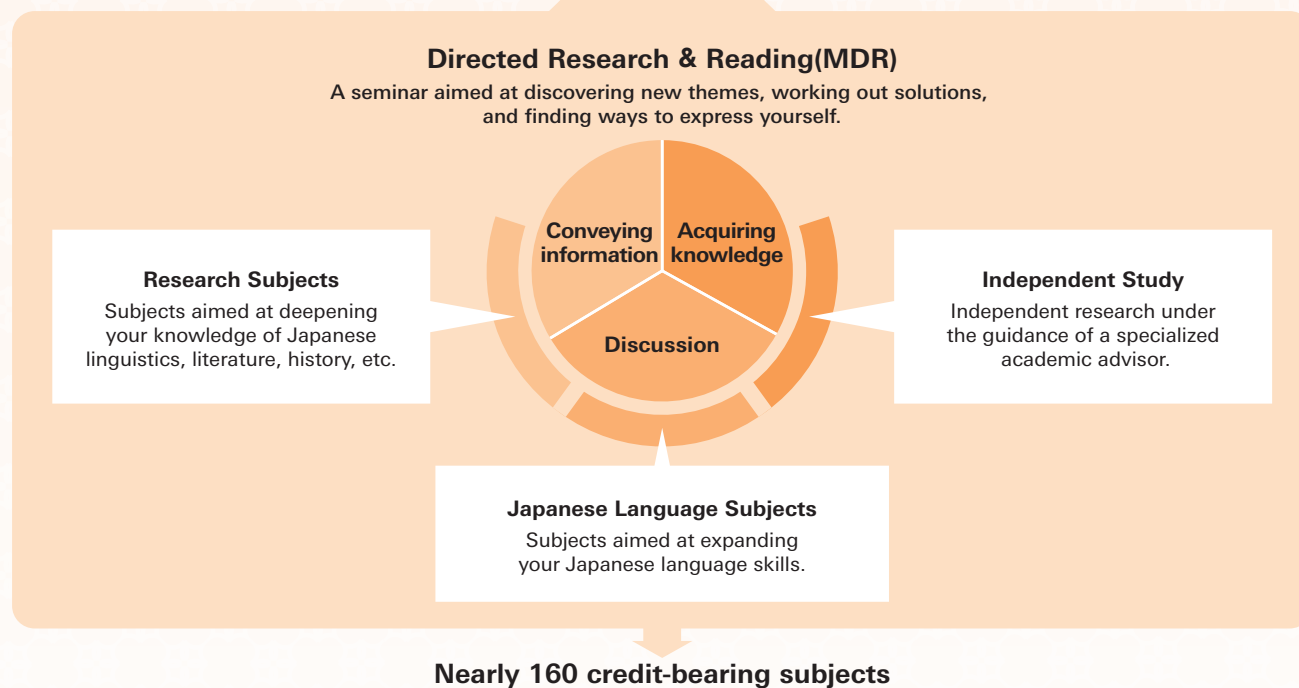 Directed Research & Reading(MDR)
A seminar aimed at discovering new themes, working out solutions,
and finding ways to express yourself.
Conveying
information
Acquiring
knowledge
Discussion
Research Subjects
Subjects aimed at deepening
your knowledge of Japanese
linguistics, literature, history, etc.
Independent Study
Independent research under
the guidance of a specialized
academic advisor.
Japanese Language Subjects
Subjects aimed at expanding
your Japanese language skills.
Nearly 160 credit-bearing subjects